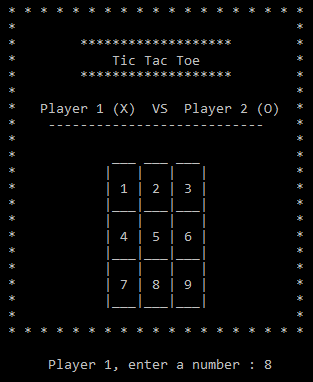 Tic Tac Toe
Player 1 (X) VS Player 2 (O)
1 2 3
4 5 6
7 8 9
Player 1, enter a number : 8